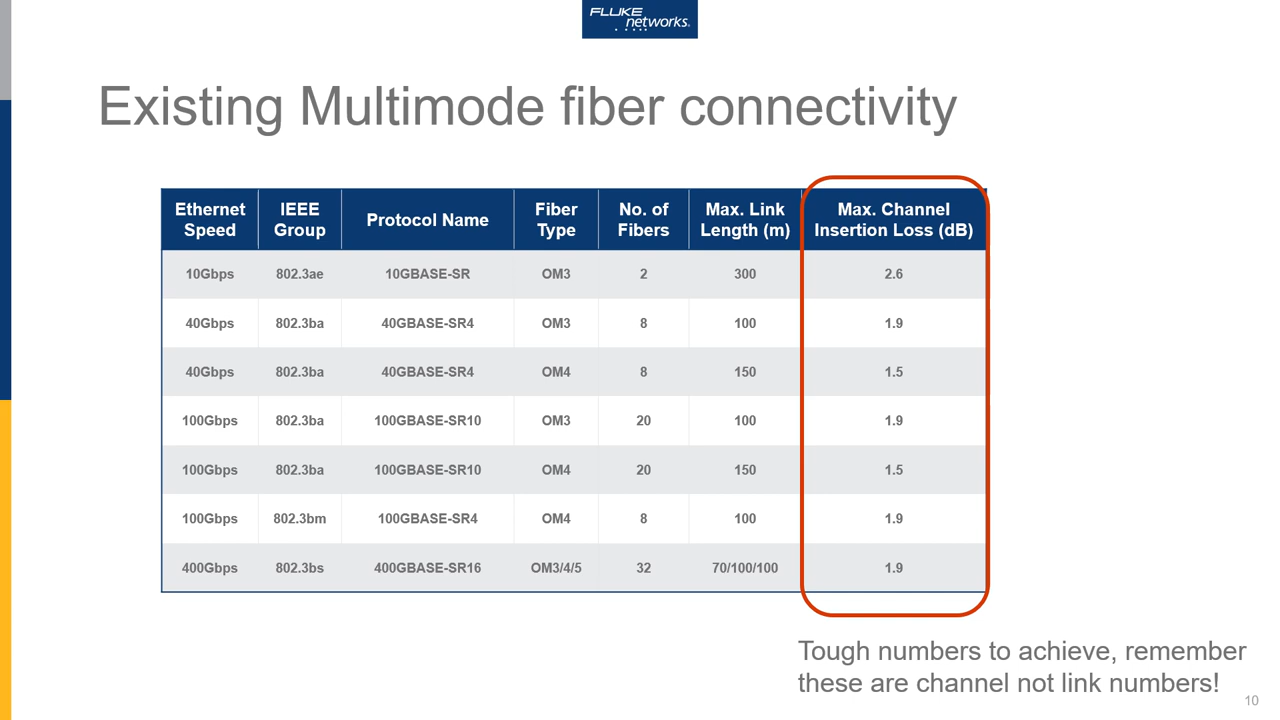 FLUKE
networks®
Existing Multimode fiber connectivity
Ethernet Speed IEEE Group Protocol Name Fiber Type No. of Fibers Max. Link Length (m) Max. Channel Insertion Loss (dB)
10Gbps 802.3ae 10GBASE-SR OM3 2 300 2.6
40Gbps 802.3ba 40GBASE-SR4 OM3 8 100 1.9
40Gbps 802.3ba 40GBASE-SR4 OM4 8 150 1.5
100Gbps 802.3ba 100GBASE-SR10 OM3 20 100 1.9
100Gbps 802.3ba 100GBASE-SR10 OM4 20 150 1.5
100Gbps 802.3bm 100GBASE-SR4 OM4 8 100 1.9
400Gbps 802.3bs 400GBASE-SR16 OM3/4/5 32 70/100/100 1.9
Tough numbers to achieve, remember
these are channel not link numbers!
10